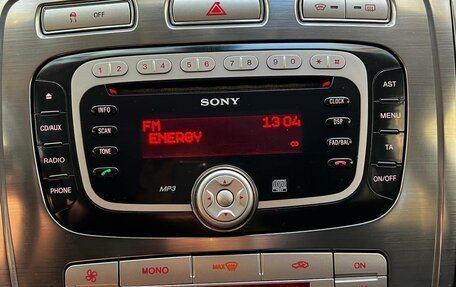 OFF
SONY
1 2 3 4 5 6 7 8 9 0 * #
SONY
INFO
CLOCK
AST
CD/AUX
SCAN
FM 13 04
ENERGY
DSP
MENU
RADIO
TONE
FAD/BAL
TA
PHONE
MP3
ON/OFF
MONO
MAX
ON